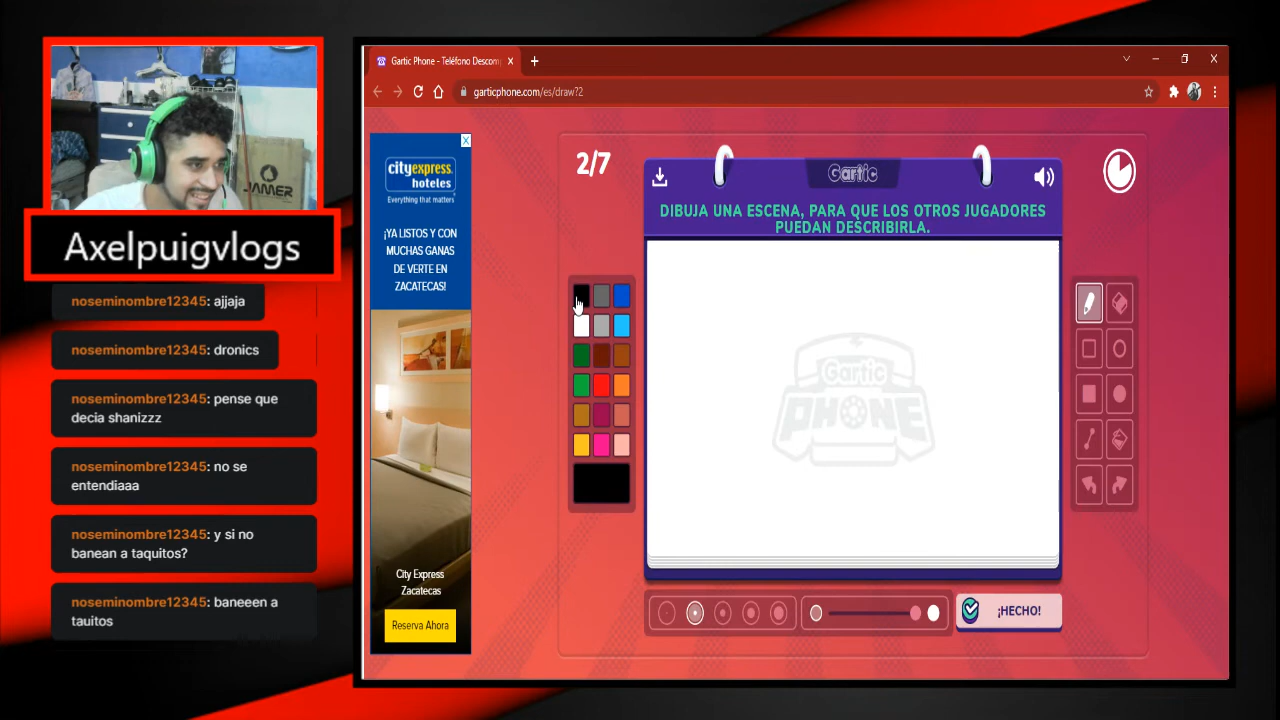 JAMER
Axelpuigvlogs
noseminombre12345: ajjaja
noseminombre12345: dronics
noseminombre12345: pense que
decia shanizzz
noseminombre12345: no se
entendiaaa
noseminombre12345: y si no
banean a taquitos?
noseminombre12345: baneeen a
tauitos
Gartic Phone - Teléfono Descom
garticphone.com/es/draw?2
cityexpress.
hoteles
Everything that matters
¡YA LISTOS Y CON
MUCHAS GANAS
DE VERTE EN
ZACATECAS!
City Express
Zacatecas
Reserva Ahora
2/7
Gartic
DIBUJA UNA ESCENA, PARA QUE LOS OTROS JUGADORES
PUEDAN DESCRIBIRLA.
Gartic
PHONE
¡HECHO!